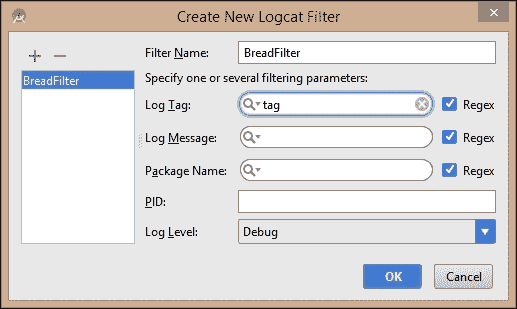 Create New Logcat Filter
BreadFilter
Filter Name: BreadFilter
Specify one or several filtering parameters:
Log Tag: tag Regex
Log Message: Regex
Package Name: Regex
PID:
Log Level: Debug
OK Cancel